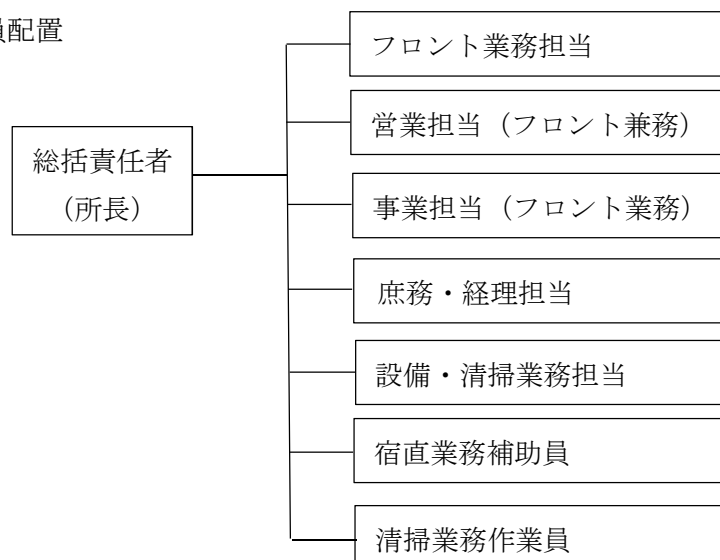 員配置
総括責任者
（所長）
フロント業務担当
営業担当（フロント兼務）
事業担当（フロント業務）
庶務・経理担当
設備・清掃業務担当
宿直業務補助員
清掃業務作業員